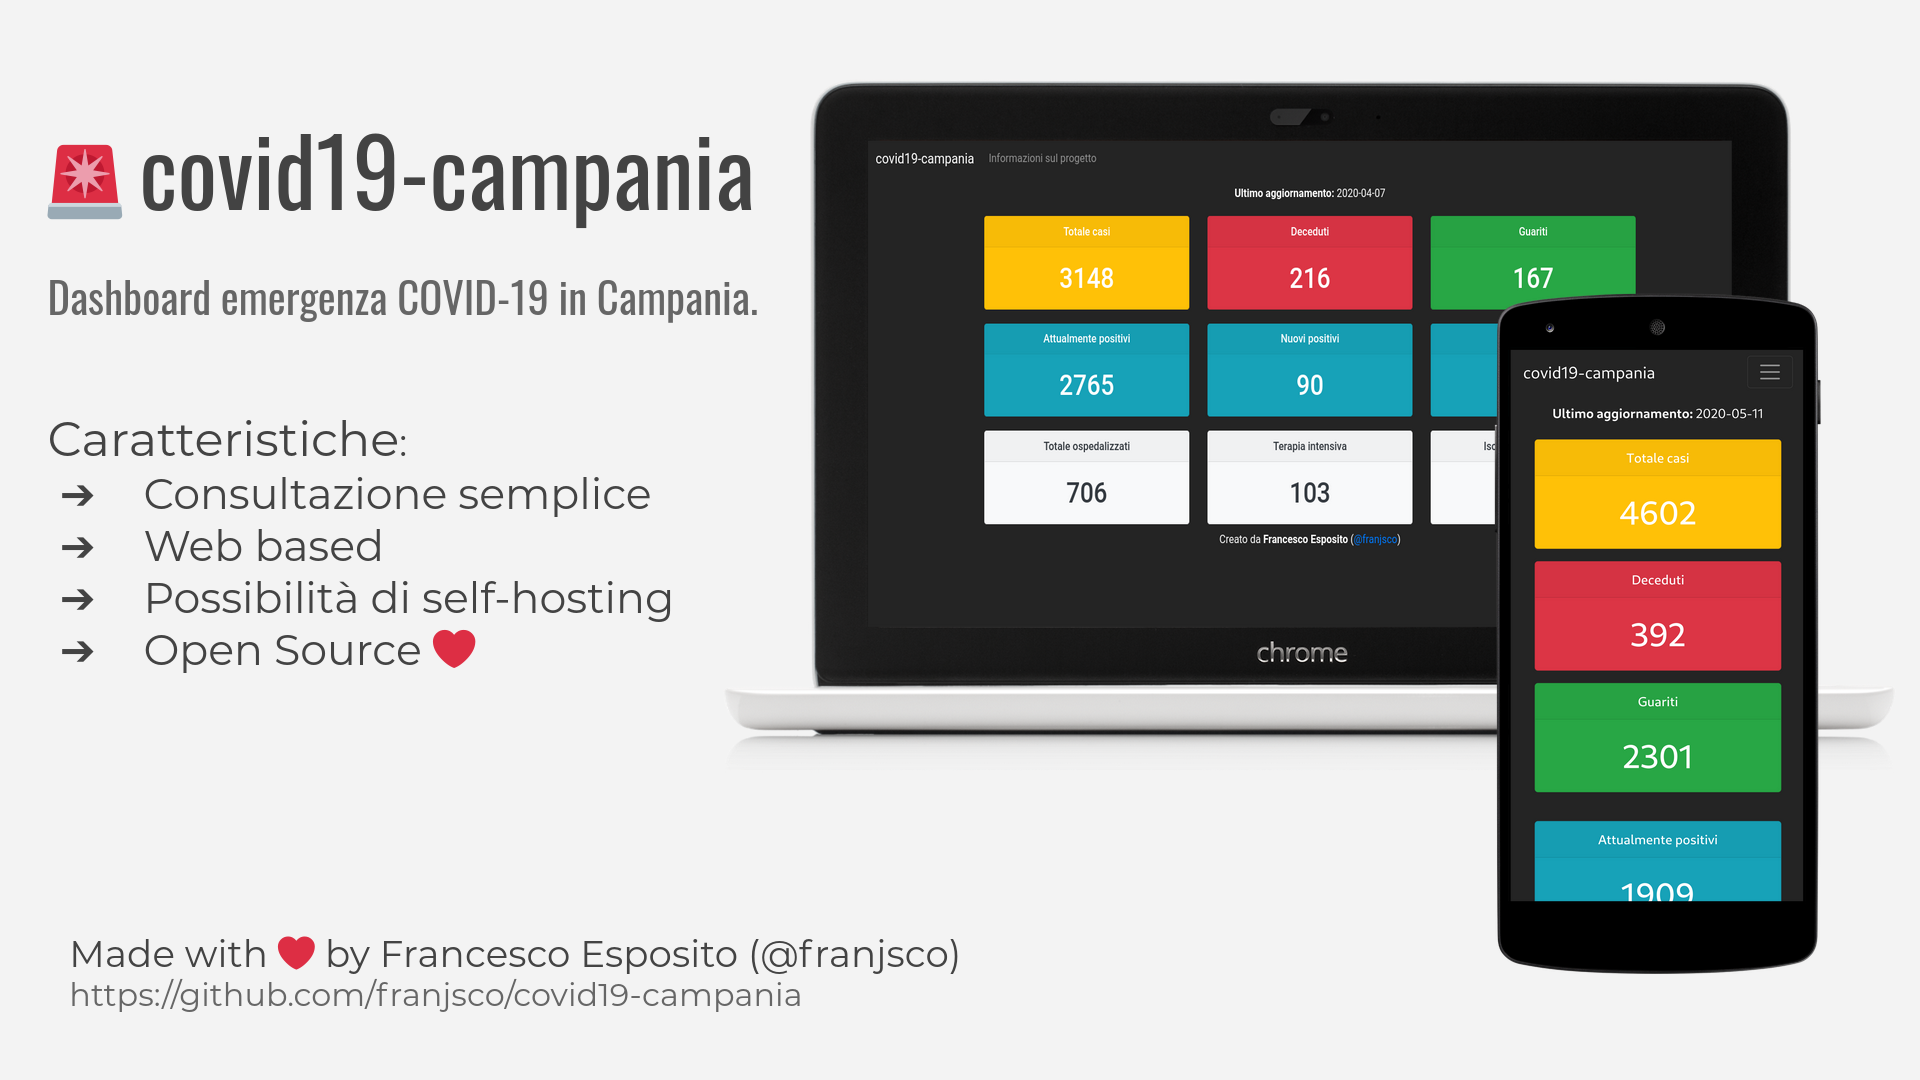 covid19-campania
Dashboard emergenza COVID-19 in Campania.
Caratteristiche:
➔ Consultazione semplice
➔ Web based
➔ Possibilità di self-hosting
➔ Open Source ❤
Made with ❤ by Francesco Esposito (@franjsco)
https://github.com/franjsco/covid19-campania
covid19-campania Informazioni sul progetto
Ultimo aggiornamento: 2020-04-07
Totale casi Deceduti Guariti
3148 216 167
Attualmente positivi Nuovi positivi
2765 90
Totale ospedalizzati Terapia intensiva
706 103
Creato da Francesco Esposito (@franjsco)
chrome
covid19-campania
Ultimo aggiornamento: 2020-05-11
Totale casi
4602
Deceduti
392
Guariti
2301
Attualmente positivi
1909